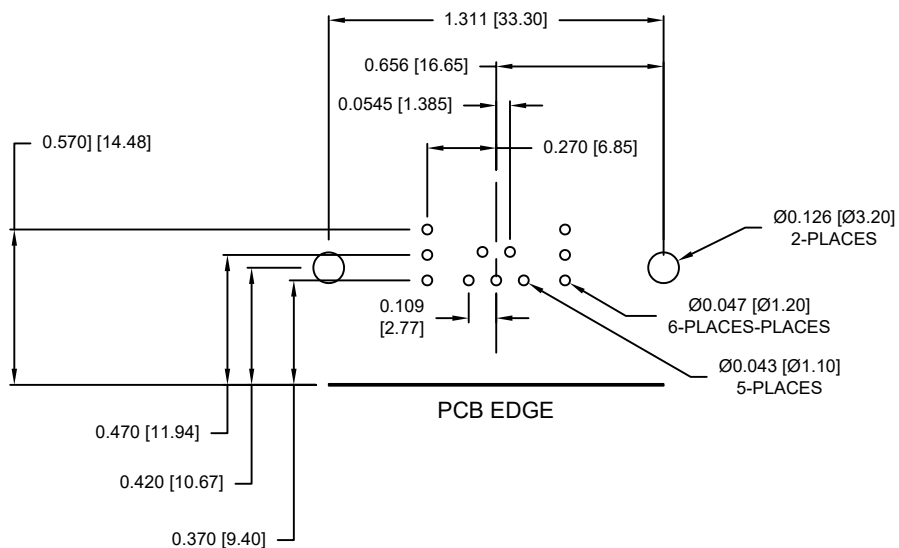 1.311 [33.30]
0.656 [16.65]
0.0545 [1.385]
0.570] [14.48]
0.270 [6.85]
Ø0.126 [Ø3.20]
2-PLACES
0.109
[2.77]
Ø0.047 [Ø1.20]
6-PLACES-PLACES
Ø0.043 [Ø1.10]
5-PLACES
PCB EDGE
0.470 [11.94]
0.420 [10.67]
0.370 [9.40]